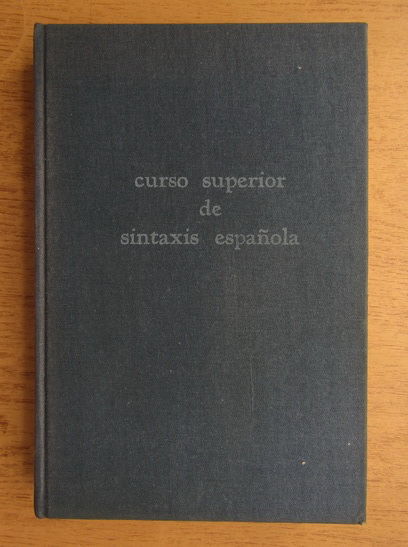 curso superior
de
sintaxis española